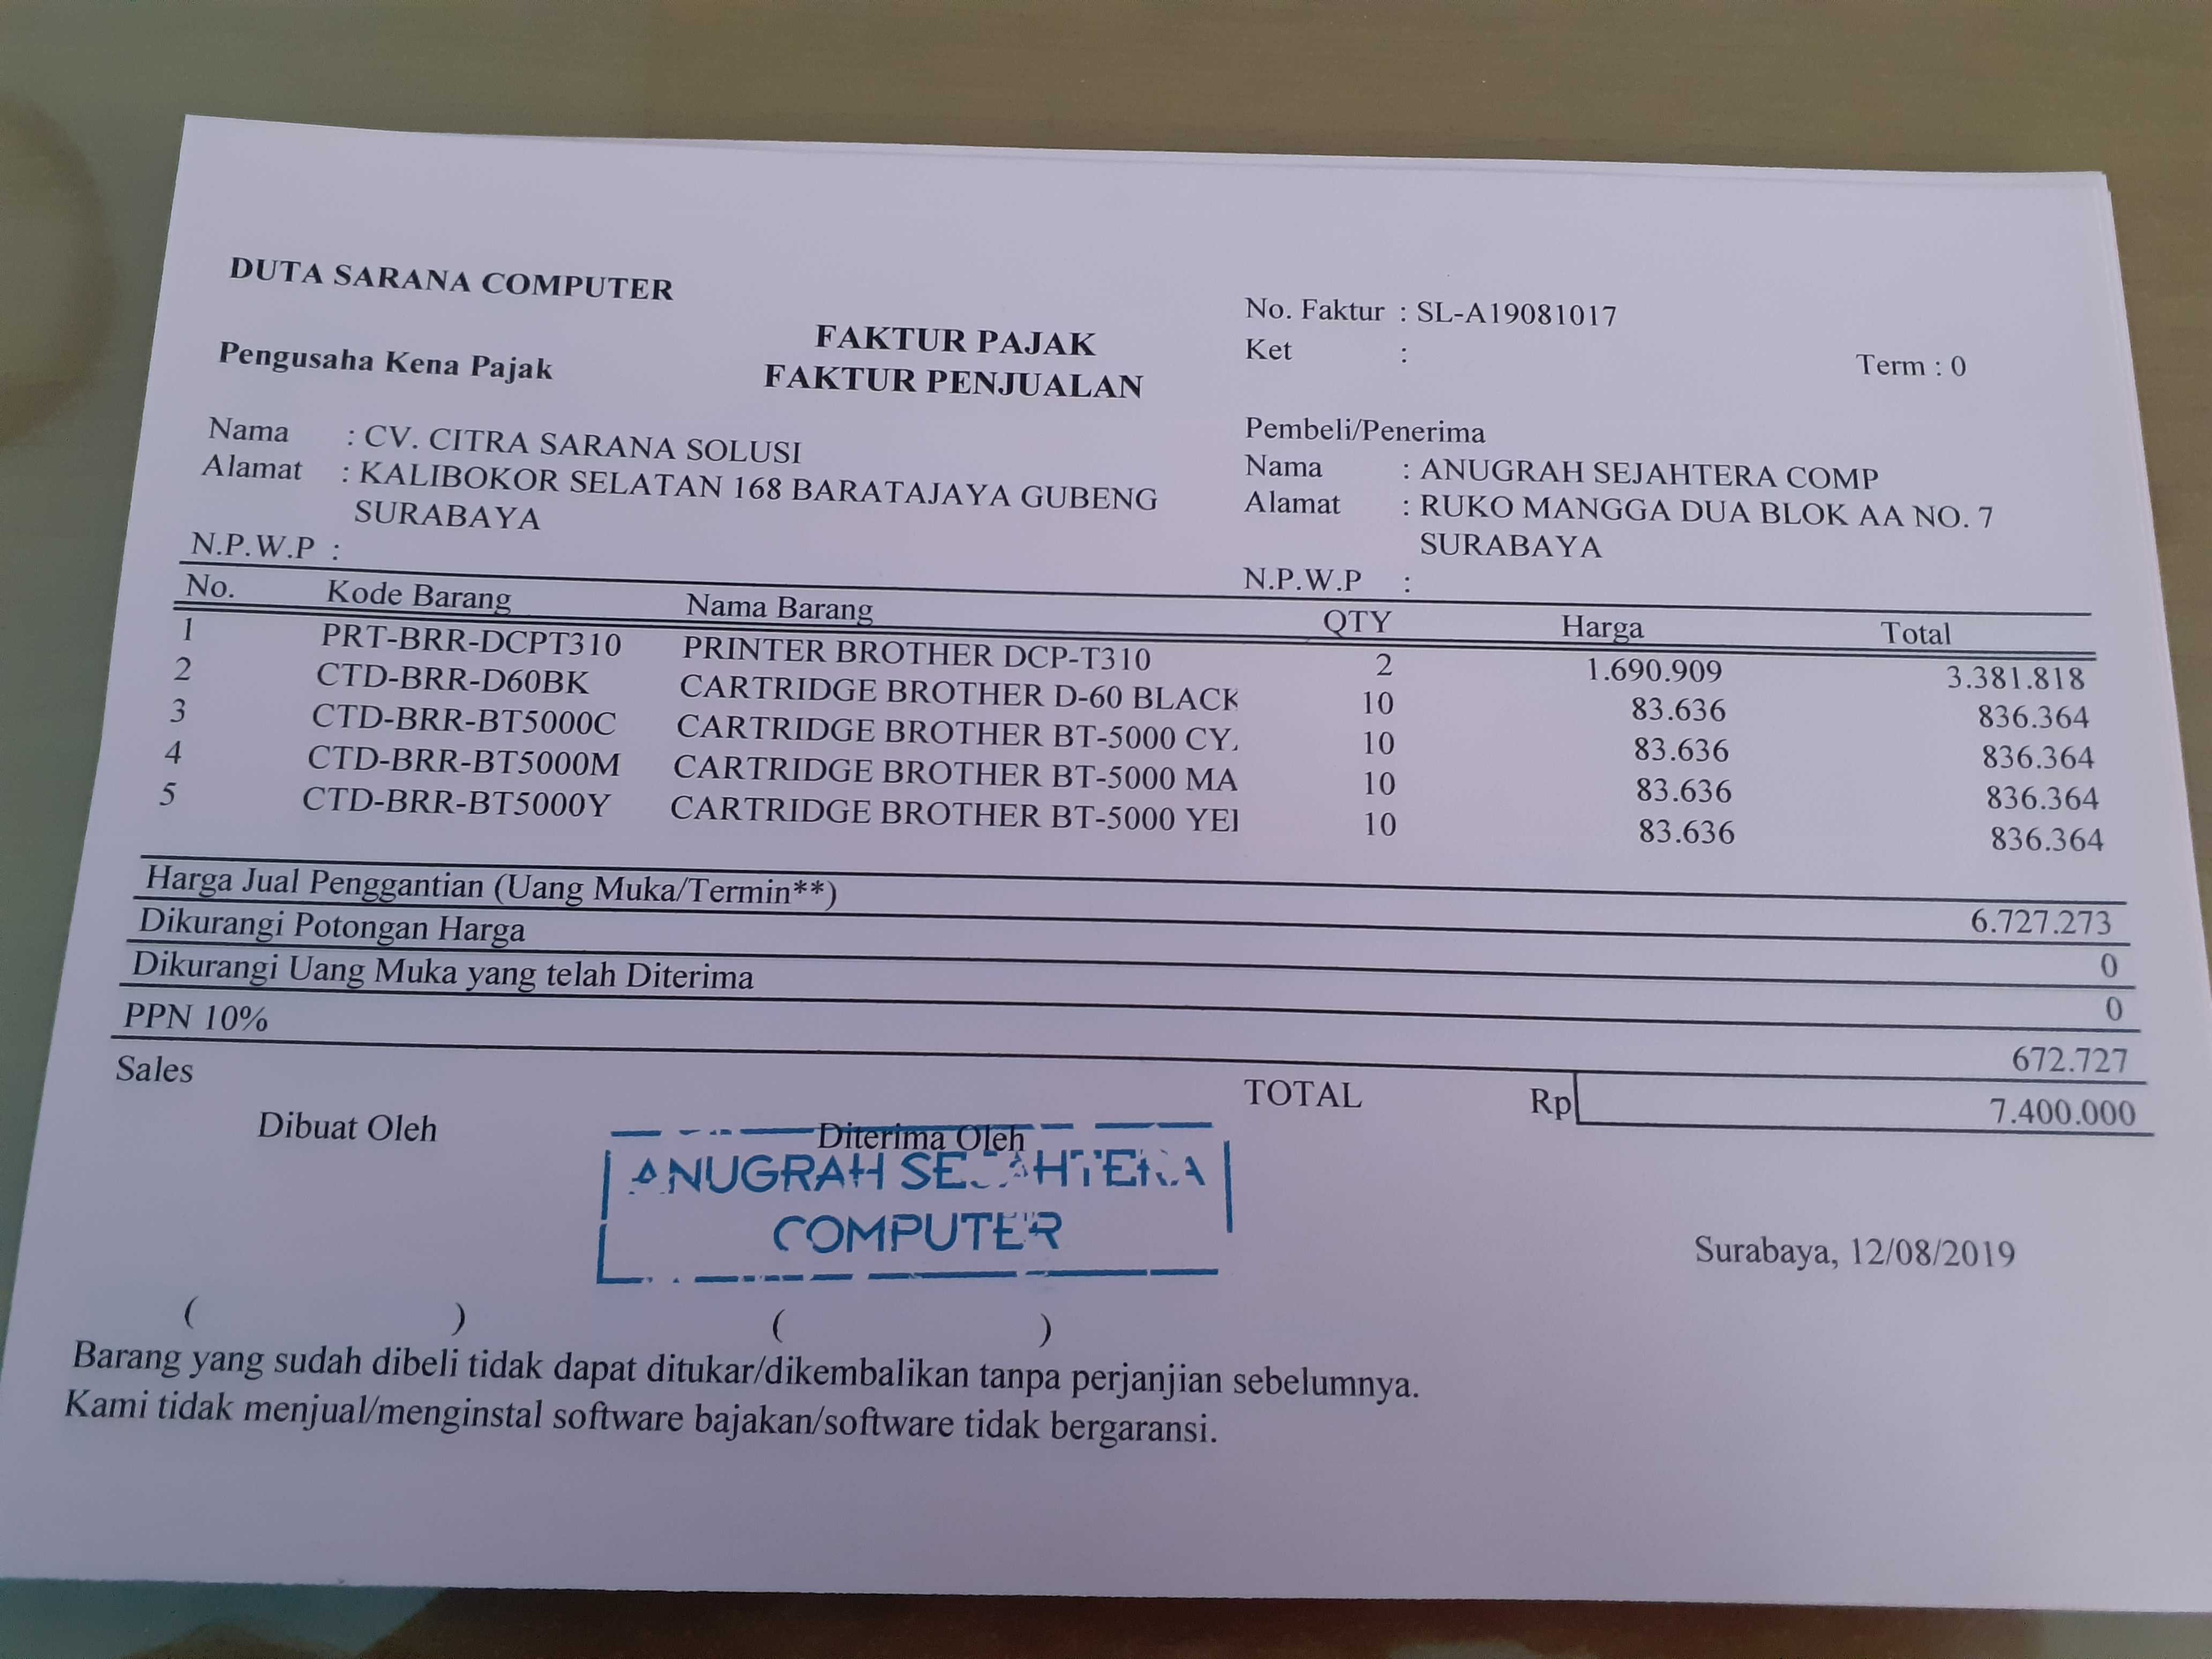 DUTA SARANA COMPUTER
FAKTUR PAJAK
FAKTUR PENJUALAN
No. Faktur : SL-A19081017
Ket :
Term : 0
Pengusaha Kena Pajak
Nama : CV. CITRA SARANA SOLUSI
Alamat : KALIBOKOR SELATAN 168 BARATAJAYA GUBENG
SURABAYA
N.P.W.P :
Pembeli/Penerima
Nama : ANUGRAH SEJAHTERA COMP
Alamat : RUKO MANGGA DUA BLOK AA NO. 7
SURABAYA
N.P.W.P :
No. Kode Barang Nama Barang QTY Harga Total
1 PRT-BRR-DCPT310 PRINTER BROTHER DCP-T310 2 1.690.909 3.381.818
2 CTD-BRR-D60BK CARTRIDGE BROTHER D-60 BLACK 10 83.636 836.364
3 CTD-BRR-BT5000C CARTRIDGE BROTHER BT-5000 CY 10 83.636 836.364
4 CTD-BRR-BT5000M CARTRIDGE BROTHER BT-5000 MA 10 83.636 836.364
5 CTD-BRR-BT5000Y CARTRIDGE BROTHER BT-5000 YE 10 83.636 836.364
Harga Jual Penggantian (Uang Muka/Termin**) 6.727.273
Dikurangi Potongan Harga 0
Dikurangi Uang Muka yang telah Diterima 0
PPN 10% 672.727
Sales
TOTAL Rp 7.400.000
Dibuat Oleh
Diterima Oleh
ANUGRAH SEJAHTERA
COMPUTER
Surabaya, 12/08/2019
( ) ( )
Barang yang sudah dibeli tidak dapat ditukar/dikembalikan tanpa perjanjian sebelumnya.
Kami tidak menjual/menginstal software bajakan/software tidak bergaransi.